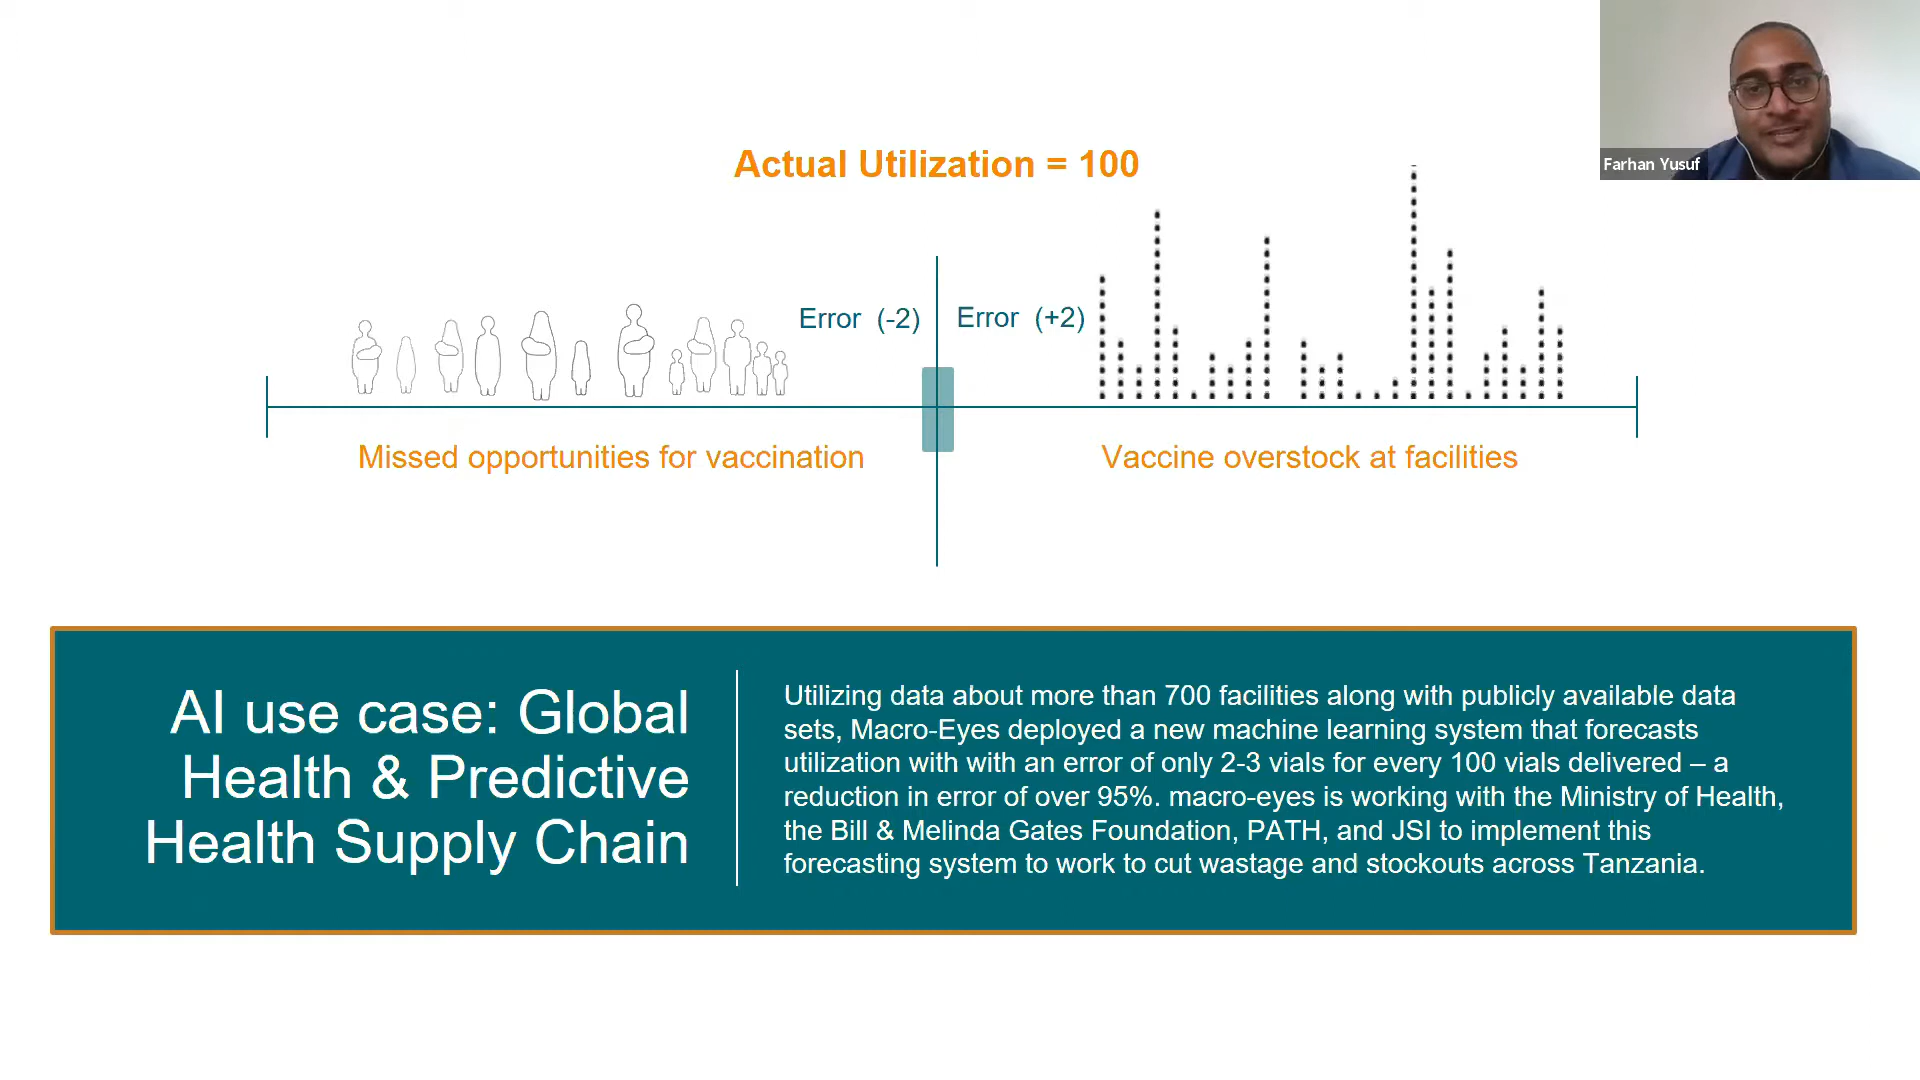 Farhan Yusuf
Actual Utilization = 100
Error (-2)
Error (+2)
Missed opportunities for vaccination
Vaccine overstock at facilities
AI use case: Global
Health & Predictive
Health Supply Chain
Utilizing data about more than 700 facilities along with publicly available data
sets, Macro-Eyes deployed a new machine learning system that forecasts
utilization with with an error of only 2-3 vials for every 100 vials delivered – a
reduction in error of over 95%. macro-eyes is working with the Ministry of Health,
the Bill & Melinda Gates Foundation, PATH, and JSI to implement this
forecasting system to work to cut wastage and stockouts across Tanzania.